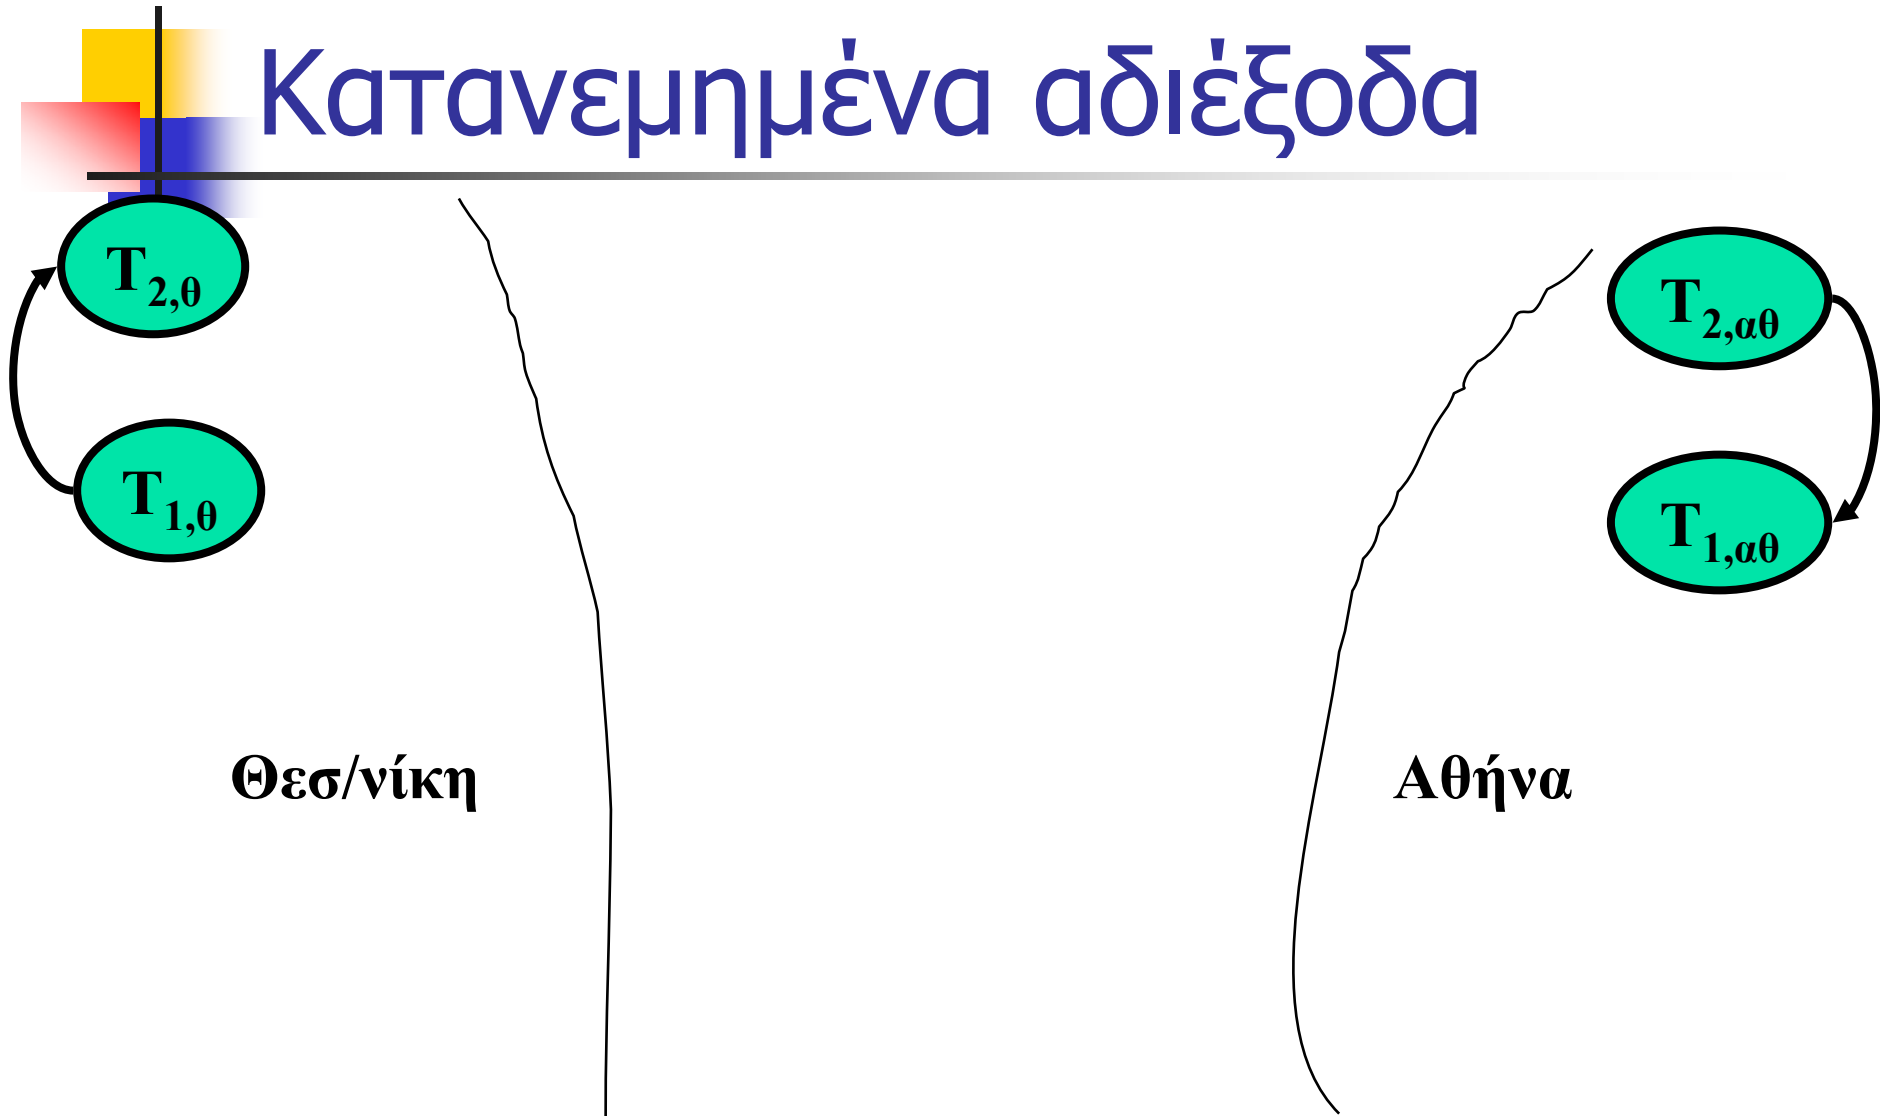 Κατανεμημένα αδιέξοδα
T2,θ
T2,αθ
T1,θ
T1,αθ
Θεσ/νίκη
Αθήνα